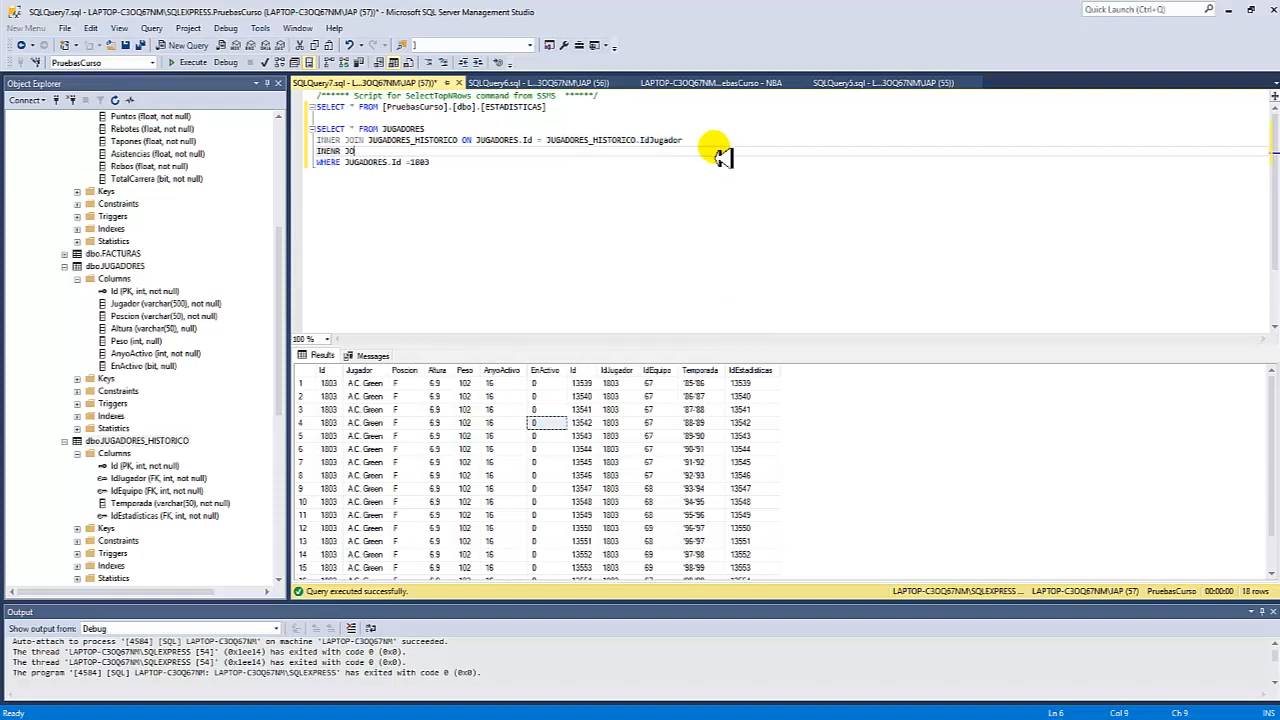 SQLQuery7.sql - L...3OQ67NM\SQLEXPRESS.PruebasCurso (LAPTOP-C3OQ67NM\JAP (57))* - Microsoft SQL Server Management Studio
Quick Launch (Ctrl+Q)
New Menu File Edit View Query Project Debug Tools Window Help
New Query ]
PruebasCurso Execute Debug
Object Explorer
Connect
Puntos (float, not null)
Rebotes (float, not null)
Tapones (float, not null)
Asistencias (float, not null)
Robos (float, not null)
TotalCarrera (bit, not null)
Keys
Constraints
Triggers
Indexes
Statistics
dbo.FACTURAS
dbo.JUGADORES
Columns
Id (PK, int, not null)
Jugador (varchar(500), not null)
Poscion (varchar(50), not null)
Altura (varchar(50), not null)
Peso (int, not null)
AnyoActivo (int, not null)
EnActivo (bit, not null)
Keys
Constraints
Triggers
Indexes
Statistics
dbo.JUGADORES_HISTORICO
Columns
Id (PK, int, not null)
IdJugador (FK, int, not null)
IdEquipo (FK, int, not null)
Temporada (varchar(50), not null)
IdEstadisticas (FK, int, not null)
Keys
Constraints
Triggers
Indexes
Statistics
SQLQuery7.sql - L...3OQ67NM\JAP (57))* SQLQuery6.sql - L...3OQ67NM\JAP (56)) LAPTOP-C3OQ67NM...ebasCurso - NBA SQLQuery5.sql - L...3OQ67NM\JAP (55))
/****** Script for SelectTopNRows command from SSMS ******/
SELECT * FROM [PruebasCurso].[dbo].[ESTADISTICAS]
SELECT * FROM JUGADORES
INNER JOIN JUGADORES_HISTORICO ON JUGADORES.Id = JUGADORES_HISTORICO.IdJugador
INENR JO
WHERE JUGADORES.Id =1803
100 %
Results Messages
Id Jugador Poscion Altura Peso AnyoActivo EnActivo Id IdJugador IdEquipo Temporada IdEstadisticas
1 1803 A.C. Green F 6.9 102 16 0 13539 1803 67 '85-'86 13539
2 1803 A.C. Green F 6.9 102 16 0 13540 1803 67 '86-'87 13540
3 1803 A.C. Green F 6.9 102 16 0 13541 1803 67 '87-'88 13541
4 1803 A.C. Green F 6.9 102 16 0 13542 1803 67 '88-'89 13542
5 1803 A.C. Green F 6.9 102 16 0 13543 1803 67 '89-'90 13543
6 1803 A.C. Green F 6.9 102 16 0 13544 1803 67 '90-'91 13544
7 1803 A.C. Green F 6.9 102 16 0 13545 1803 67 '91-'92 13545
8 1803 A.C. Green F 6.9 102 16 0 13546 1803 67 '92-'93 13546
9 1803 A.C. Green F 6.9 102 16 0 13547 1803 68 '93-'94 13547
10 1803 A.C. Green F 6.9 102 16 0 13548 1803 68 '94-'95 13548
11 1803 A.C. Green F 6.9 102 16 0 13549 1803 68 '95-'96 13549
12 1803 A.C. Green F 6.9 102 16 0 13550 1803 69 '96-'97 13550
13 1803 A.C. Green F 6.9 102 16 0 13551 1803 68 '96-'97 13551
14 1803 A.C. Green F 6.9 102 16 0 13552 1803 69 '97-'98 13552
15 1803 A.C. Green F 6.9 102 16 0 13553 1803 69 '98-'99 13553
Query executed successfully. LAPTOP-C3OQ67NM\SQLEXPRESS ... LAPTOP-C3OQ67NM\JAP (57) PruebasCurso 00:00:00 18 rows
Output
Show output from: Debug
Auto-attach to process '[4584] [SQL] LAPTOP-C3OQ67NM' on machine 'LAPTOP-C3OQ67NM' succeeded.
The thread 'LAPTOP-C3OQ67NM\SQLEXPRESS [54]' (0x1ee14) has exited with code 0 (0x0).
The thread 'LAPTOP-C3OQ67NM\SQLEXPRESS [54]' (0x1ee14) has exited with code 0 (0x0).
The program '[4584] [SQL] LAPTOP-C3OQ67NM: LAPTOP-C3OQ67NM\SQLEXPRESS' has exited with code 0 (0x0).
Ready Ln 6 Col 9 Ch 9 INS